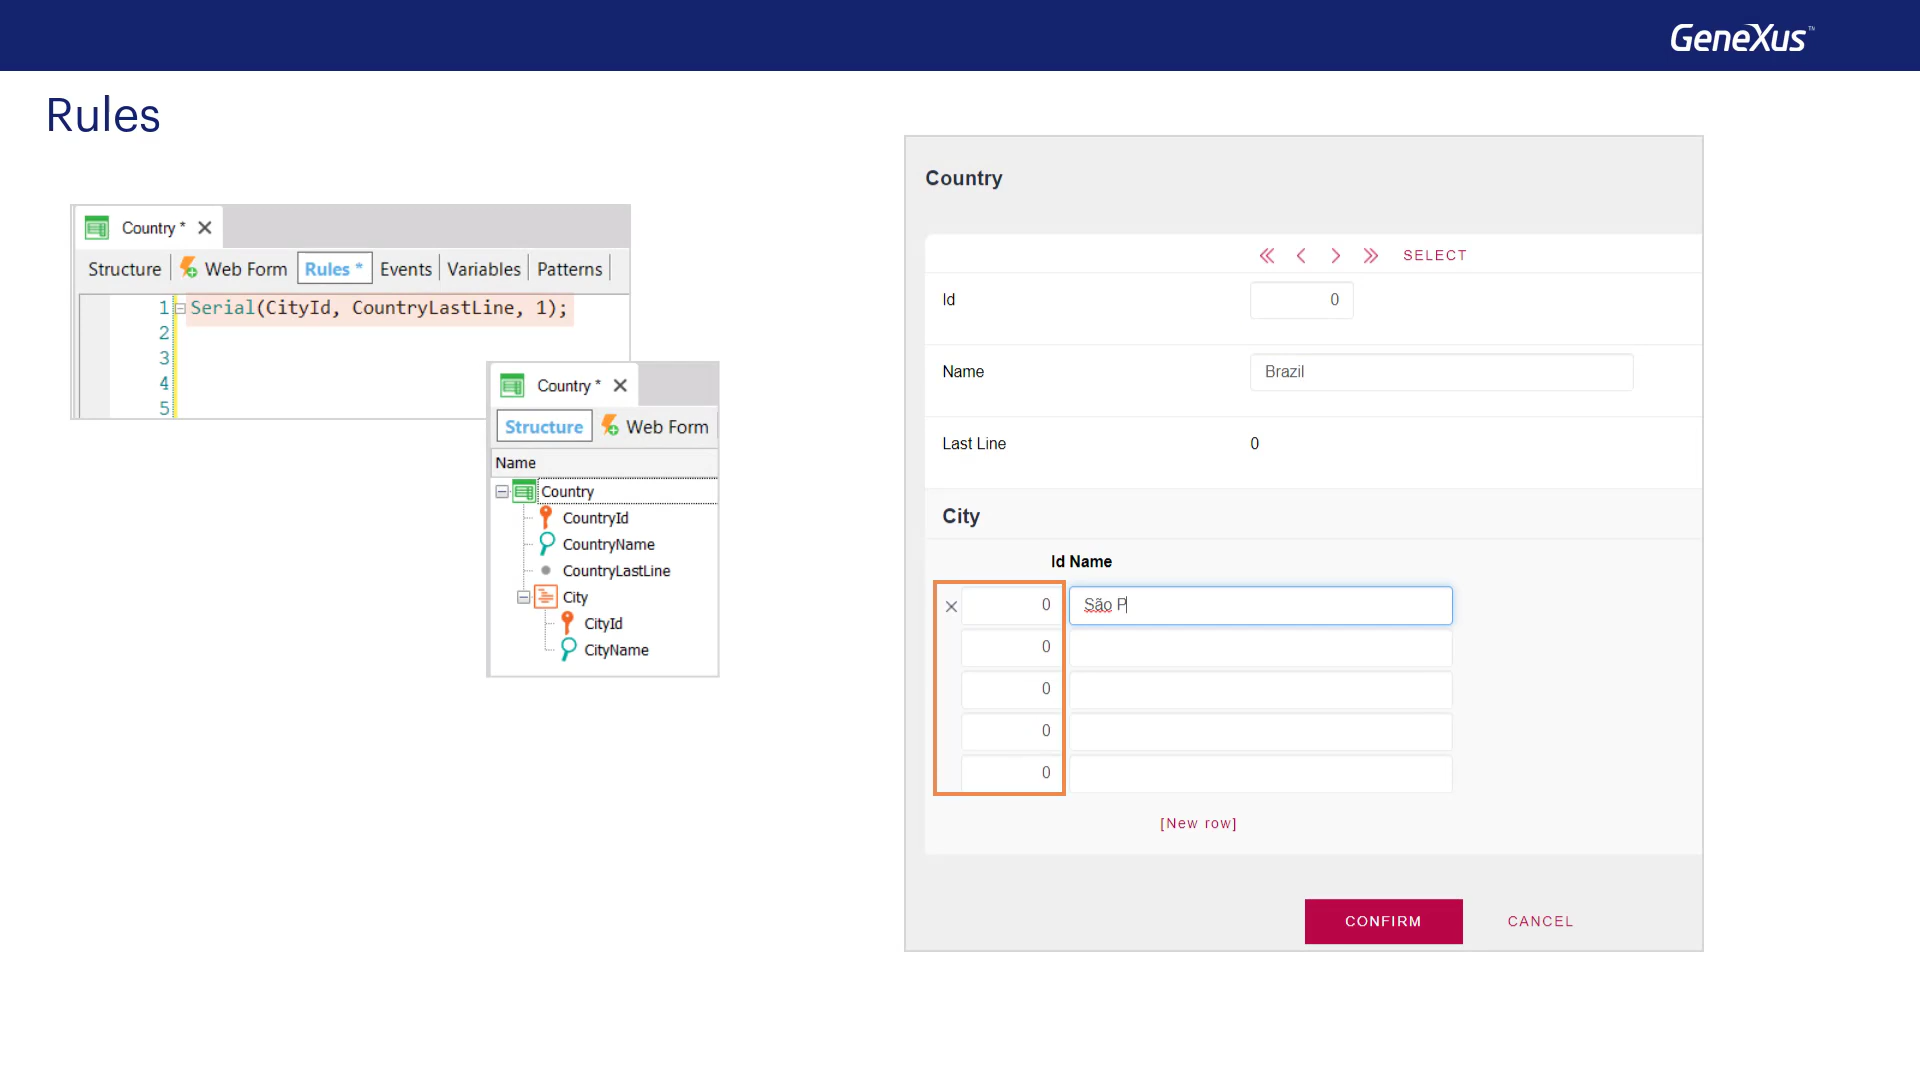 GeneXus™
Rules
Country *
Structure Web Form Rules * Events Variables Patterns
1 Serial(CityId, CountryLastLine, 1);
2
3
4
5
Country *
Structure Web Form
Name
Country
CountryId
CountryName
CountryLastLine
City
CityId
CityName
Country
SELECT
Id 0
Name Brazil
Last Line 0
City
Id Name
0 São P
0
0
0
0
[New row]
CONFIRM CANCEL